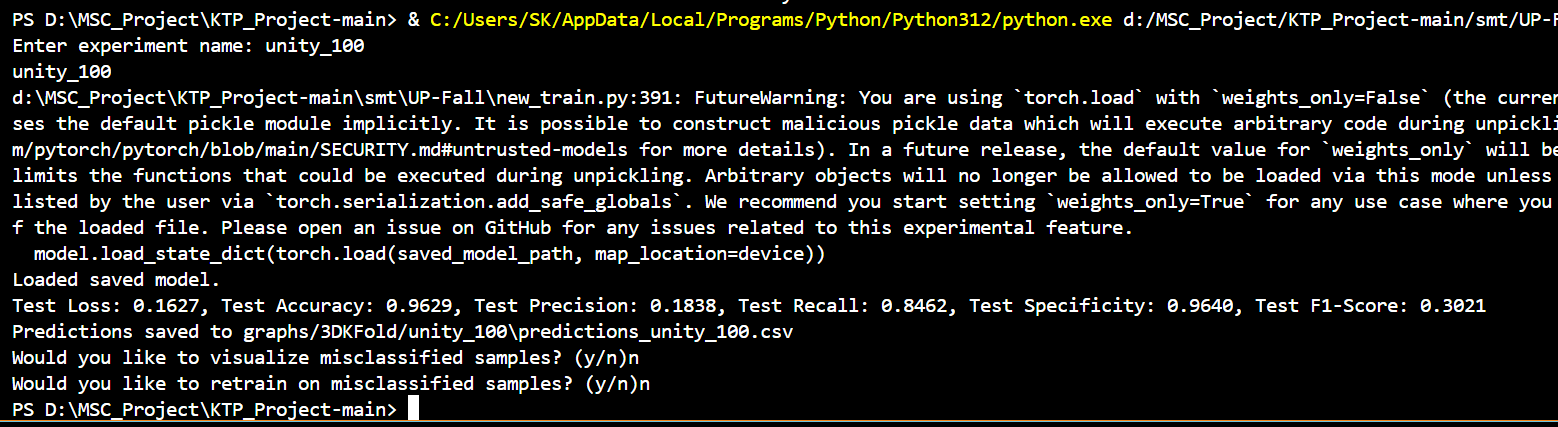 PS D:\MSC_Project\KTP_Project-main> & C:/Users/SK/AppData/Local/Programs/Python/Python312/python.exe d:/MSC_Project/KTP_Project-main/smt/UP-F
Enter experiment name: unity_100
unity_100
d:\MSC_Project\KTP_Project-main\smt\UP-Fall\new_train.py:391: FutureWarning: You are using `torch.load` with `weights_only=False` (the curren
ses the default pickle module implicitly. It is possible to construct malicious pickle data which will execute arbitrary code during unpickli
m/pytorch/pytorch/blob/main/SECURITY.md#untrusted-models for more details). In a future release, the default value for `weights_only` will be
limits the functions that could be executed during unpickling. Arbitrary objects will no longer be allowed to be loaded via this mode unless
listed by the user via `torch.serialization.add_safe_globals`. We recommend you start setting `weights_only=True` for any use case where you
f the loaded file. Please open an issue on GitHub for any issues related to this experimental feature.
  model.load_state_dict(torch.load(saved_model_path, map_location=device))
Loaded saved model.
Test Loss: 0.1627, Test Accuracy: 0.9629, Test Precision: 0.1838, Test Recall: 0.8462, Test Specificity: 0.9640, Test F1-Score: 0.3021
Predictions saved to graphs/3DKFold/unity_100\predictions_unity_100.csv
Would you like to visualize misclassified samples? (y/n)n
Would you like to retrain on misclassified samples? (y/n)n
PS D:\MSC_Project\KTP_Project-main>